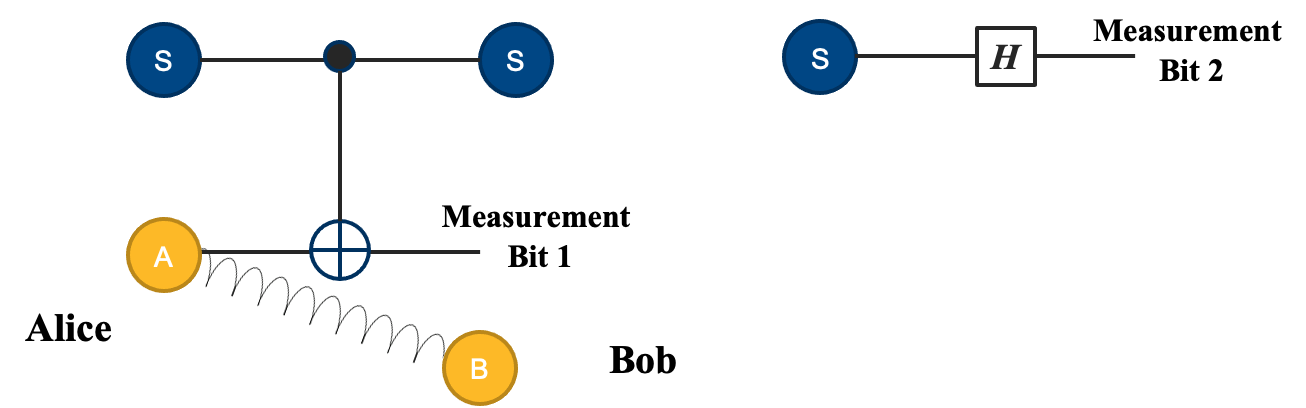 S
S
S
H
Measurement
Bit 2
A
Measurement
Bit 1
Alice
B
Bob